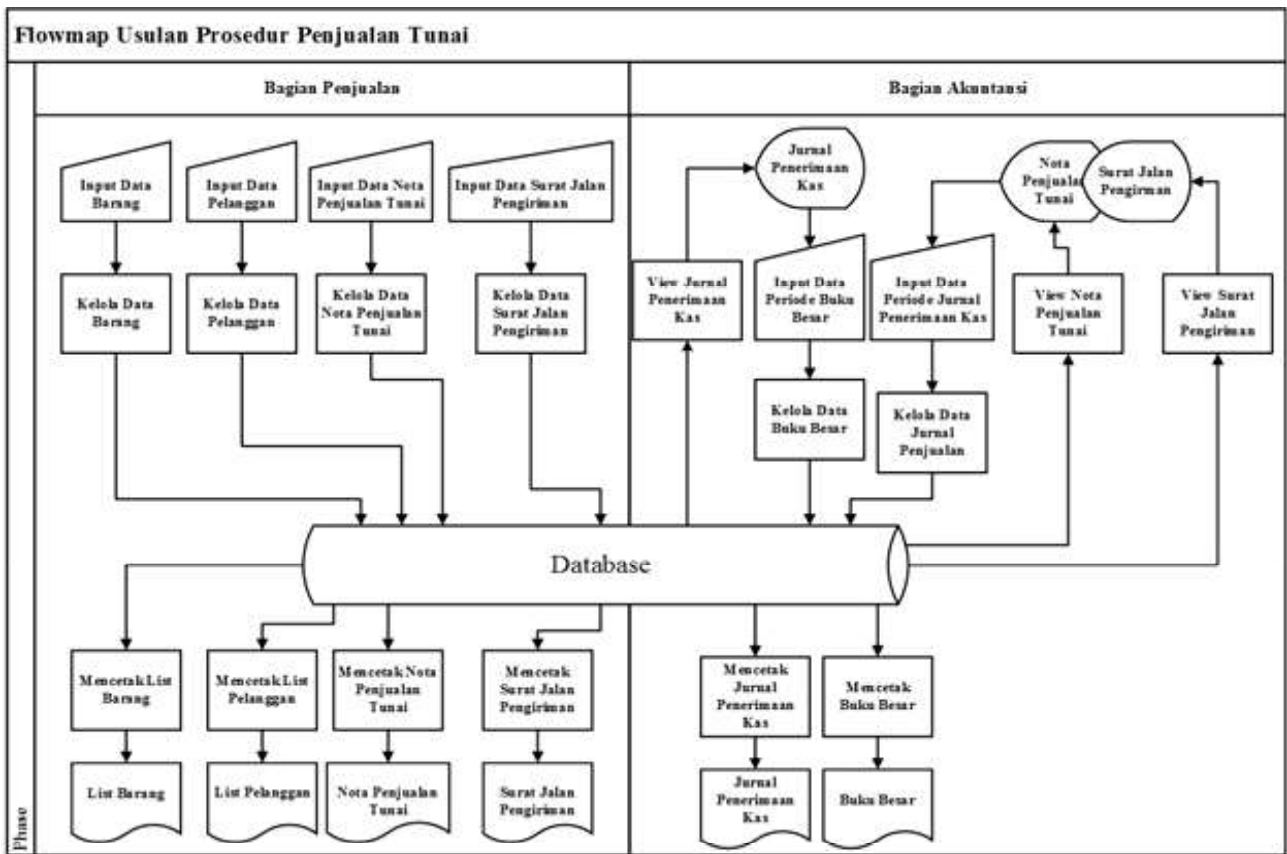 Flowmap Usulan Prosedur Penjualan Tunai
Bagian Penjualan
Bagian Akuntansi
Input Data
Barang
Input Data
Pelanggan
Input Data Nota
Penjualan Tunai
Input Data Surat Jalan
Pengiriman
Jurnal
Penerimaan
Kas
Nota
Penjualan
Tunai
Surat Jalan
Pengirman
Kelola Data
Barang
Kelola Data
Pelanggan
Kelola Data
Nota Penjualan
Tunai
Kelola Data
Surat Jalan
Pengiriman
View Jurnal
Penerimaan
Kas
Input Data
Periode Buku
Besar
Input Data
Periode Jurnal
Penerimaan Kas
View Nota
Penjualan
Tunai
View Surat
Jalan
Pengiriman
Kelola Data
Buku Besar
Kelola Data
Jurnal
Penjualan
Database
Mencetak List
Barang
Mencetak List
Pelanggan
Mencetak Nota
Penjualan
Tunai
Mencetak
Surat Jalan
Pengiriman
Mencetak
Jurnal
Penerimaan
Kas
Mencetak
Buku Besar
List Barang
List Pelanggan
Nota Penjualan
Tunai
Surat Jalan
Pengiriman
Jurnal
Penerimaan
Kas
Buku Besar
Phase